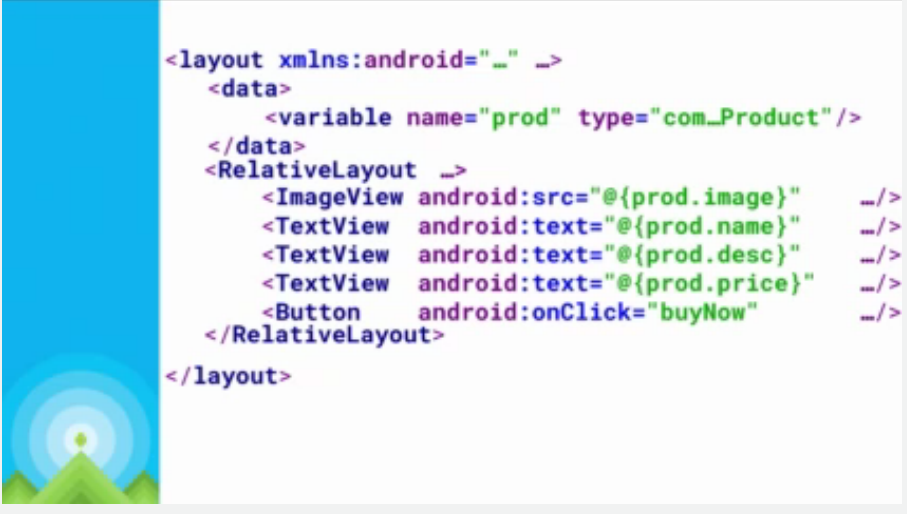 <layout xmlns:android="…" …>
<data>
<variable name="prod" type="com…Product"/>
</data>
<RelativeLayout …>
<ImageView android:src="@{prod.image}" …/>
<TextView android:text="@{prod.name}" …/>
<TextView android:text="@{prod.desc}" …/>
<TextView android:text="@{prod.price}" …/>
<Button android:onClick="buyNow" …/>
</RelativeLayout>
</layout>